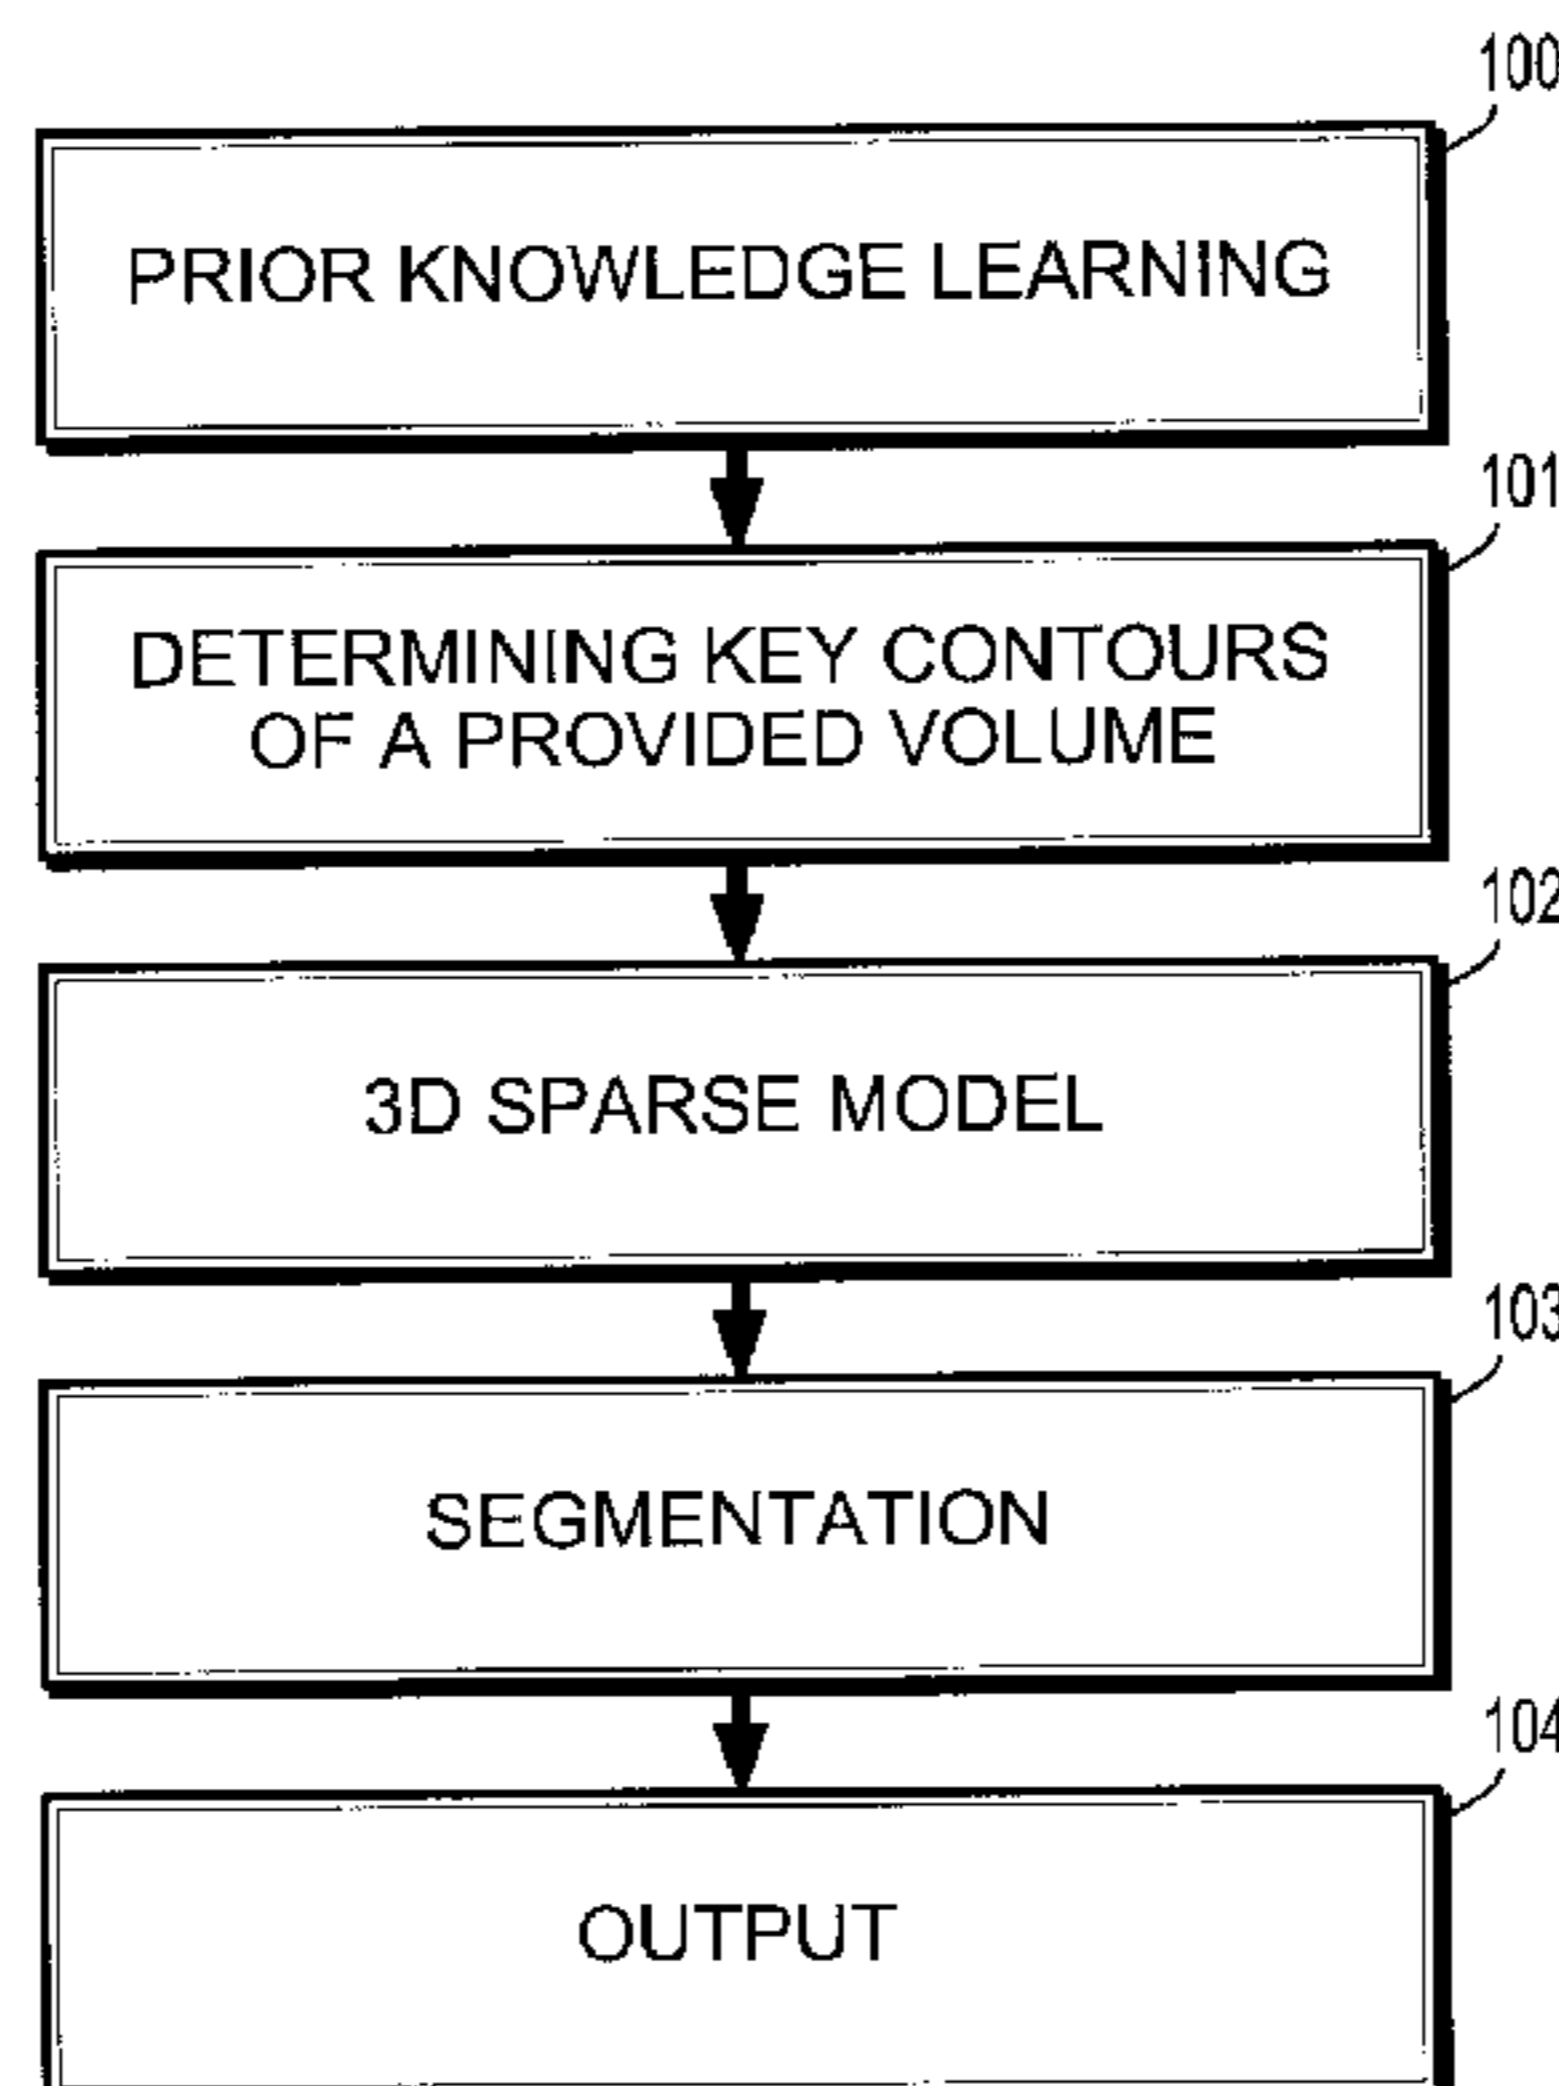 100
PRIOR KNOWLEDGE LEARNING
101
DETERMINING KEY CONTOURS
OF A PROVIDED VOLUME
102
3D SPARSE MODEL
103
SEGMENTATION
104
OUTPUT